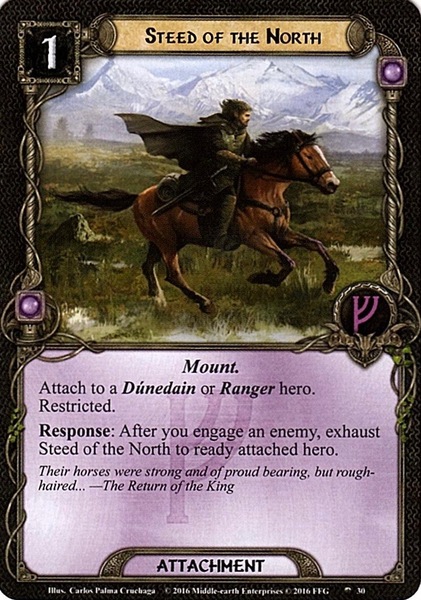 1
STEED OF THE NORTH
Mount.
Attach to a Dúnedain or Ranger hero.
Restricted.
Response: After you engage an enemy, exhaust
Steed of the North to ready attached hero.
Their horses were strong and of proud bearing, but rough-
haired... —The Return of the King
ATTACHMENT
Illus. Carlos Palma Cruchaga © 2016 Middle-earth Enterprises © 2016 FFG 30